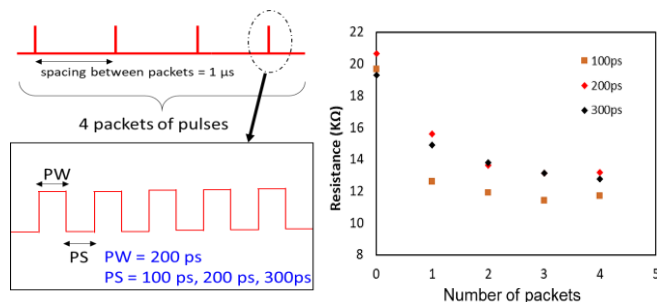 spacing between packets = 1 µs
4 packets of pulses
PW
PS
PW = 200 ps
PS = 100 ps, 200 ps, 300ps
Resistance (KΩ)
22
20
18
16
14
12
10
8
0
1
2
3
4
5
Number of packets
100ps
200ps
300ps